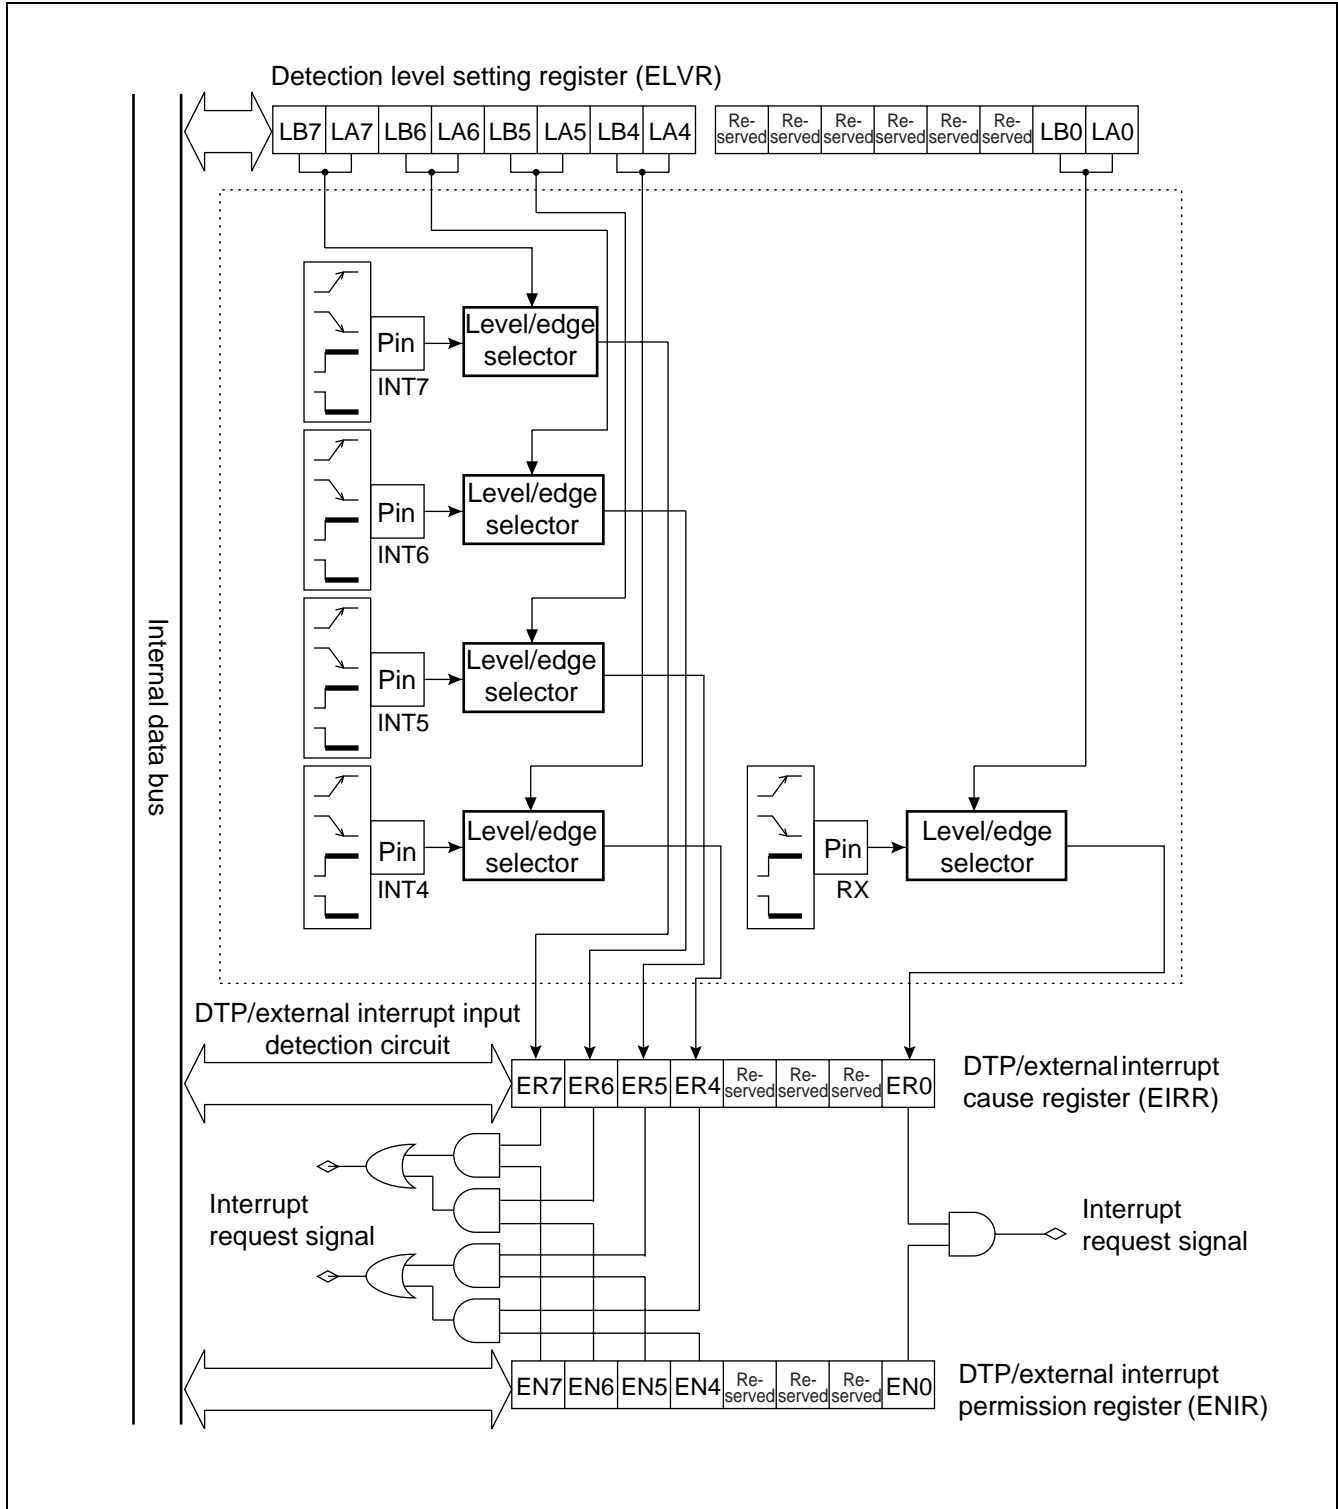 Detection level setting register (ELVR)
LB7 LA7 LB6 LA6 LB5 LA5 LB4 LA4 Re-served Re-served Re-served Re-served Re-served Re-served LB0 LA0
Level/edge
selector
Pin
INT7
Level/edge
selector
Pin
INT6
Level/edge
selector
Pin
INT5
Level/edge
selector
Pin
INT4
Level/edge
selector
Pin
RX
Internal data bus
DTP/external interrupt input
detection circuit
ER7 ER6 ER5 ER4 Re-served Re-served Re-served ER0
DTP/external interrupt
cause register (EIRR)
Interrupt
request signal
Interrupt
request signal
EN7 EN6 EN5 EN4 Re-served Re-served Re-served EN0
DTP/external interrupt
permission register (ENIR)